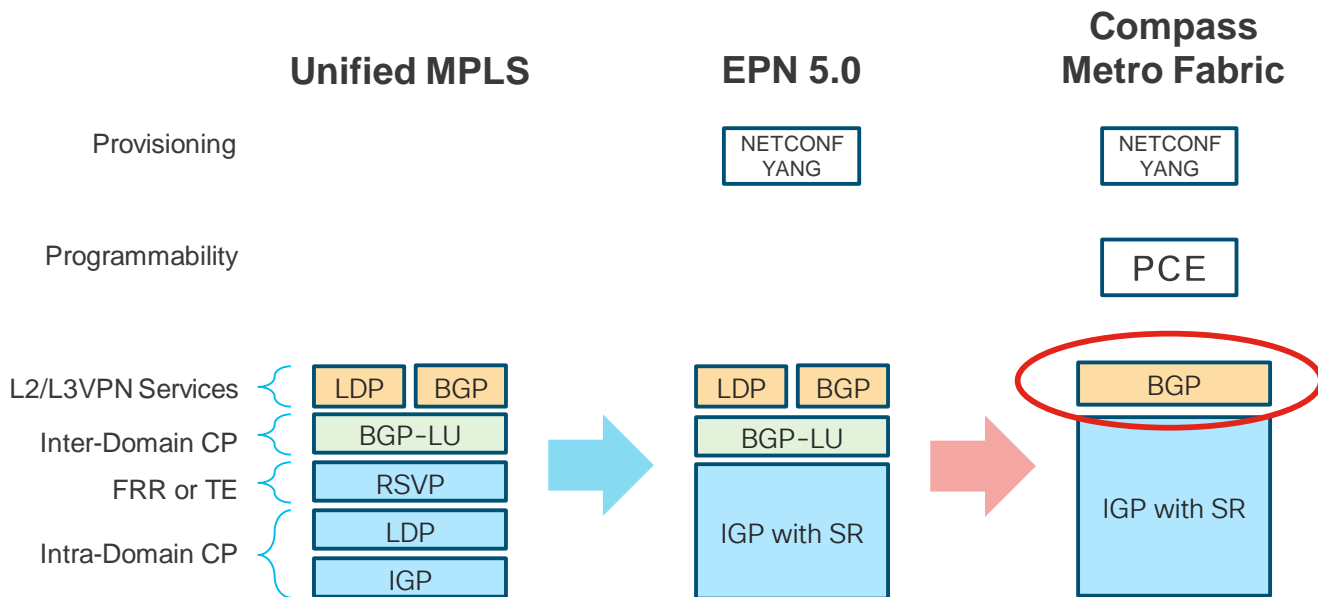 Unified MPLS
EPN 5.0
Compass
Metro Fabric
Provisioning
NETCONF
YANG
NETCONF
YANG
Programmability
PCE
L2/L3VPN Services
LDP
BGP
LDP
BGP
BGP
Inter-Domain CP
BGP-LU
BGP-LU
FRR or TE
RSVP
IGP with SR
IGP with SR
Intra-Domain CP
LDP
IGP